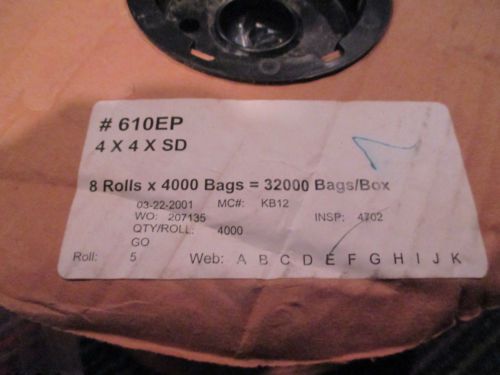 # 610EP
4 X 4 X SD
8 Rolls x 4000 Bags = 32000 Bags/Box
03-22-2001 MC#: KB12
WO: 207135 INSP: 4702
QTY/ROLL: 4000
GO
Roll: 5 Web: A B C D E F G H I J K